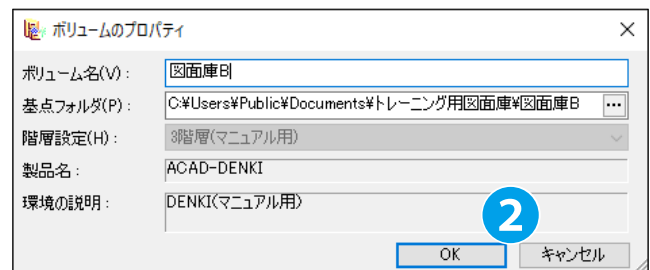 ボリュームのプロパティ
ボリューム名(V)： 図面庫B
基点フォルダ(P)： C:¥Users¥Public¥Documents¥トレーニング用図面庫¥図面庫B ...
階層設定(H)： 3階層(マニュアル用)
製品名： ACAD-DENKI
環境の説明： DENKI(マニュアル用)
2
OK キャンセル